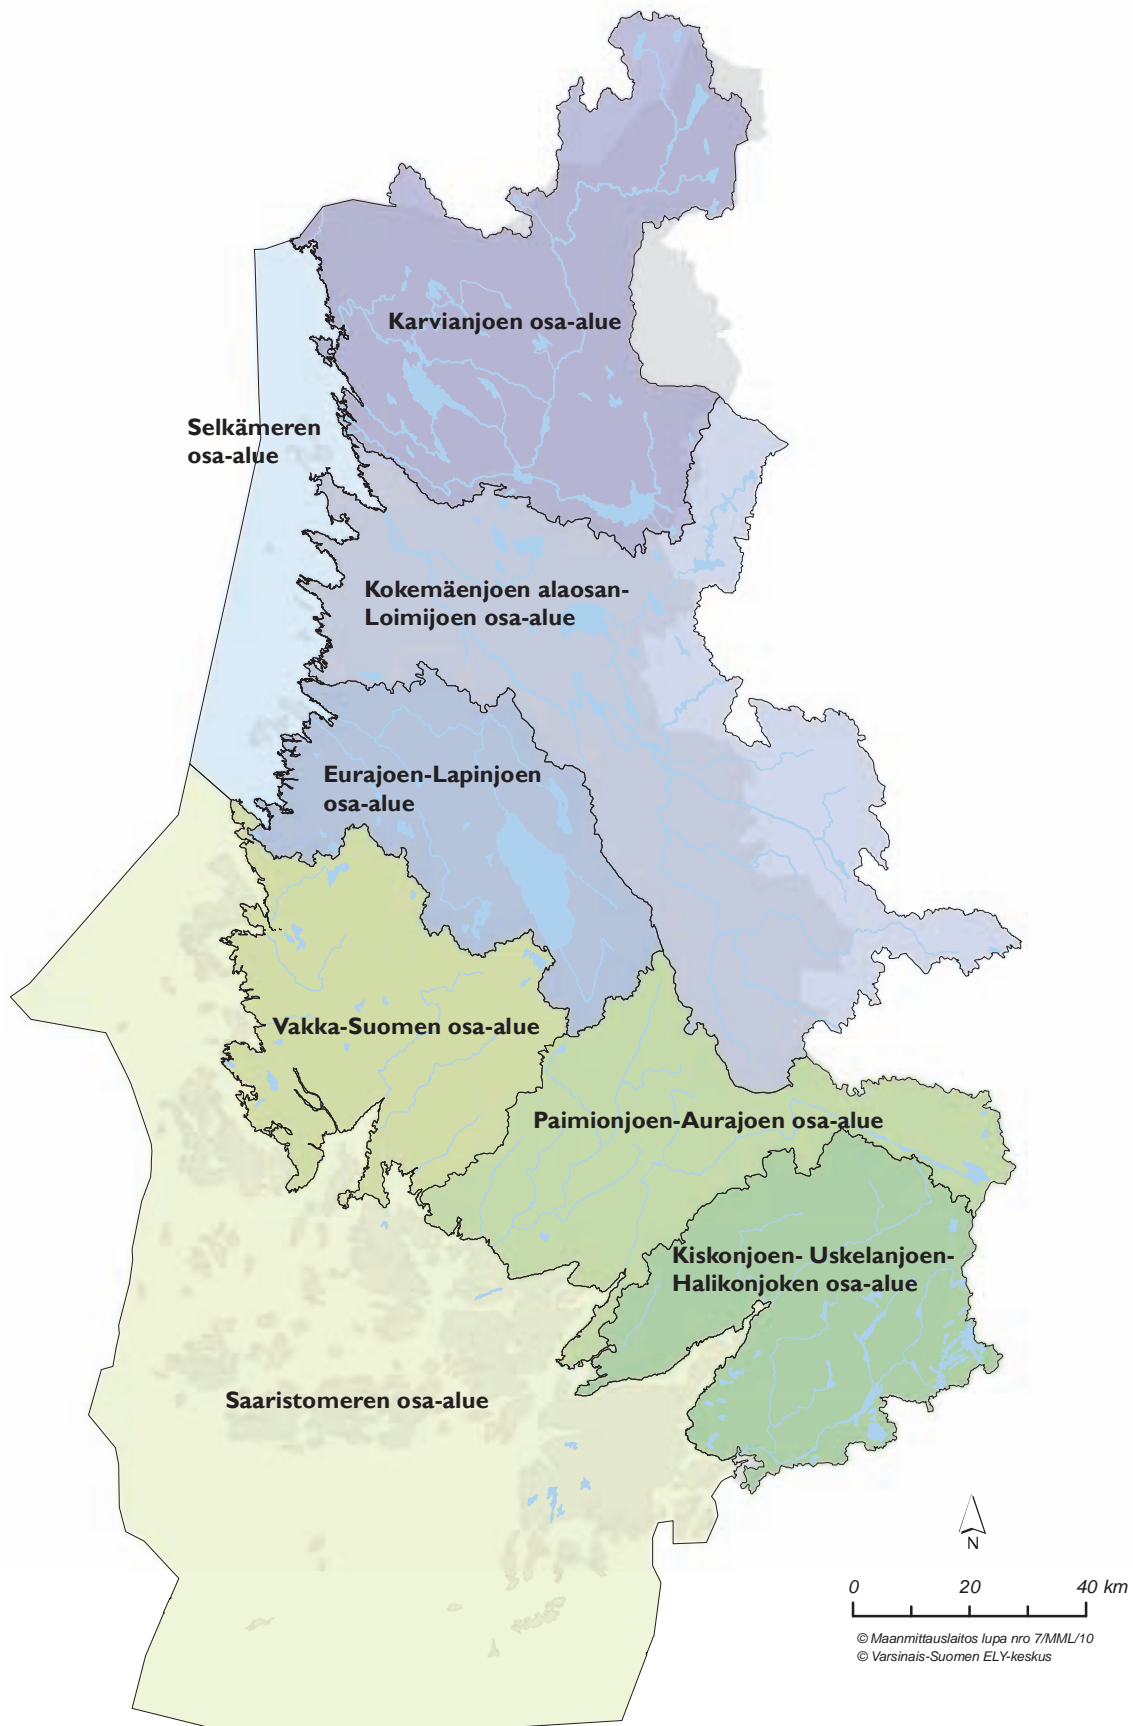 Karvianjoen osa-alue
Selkämeren
osa-alue
Kokemäenjoen alaosan-
Loimijoen osa-alue
Eurajoen-Lapinjoen
osa-alue
Vakka-Suomen osa-alue
Paimionjoen-Aurajoen osa-alue
Kiskonjoen- Uskelanjoen-
Halikonjoken osa-alue
Saaristomeren osa-alue
N
0 20 40 km
© Maanmittauslaitos lupa nro 7/MML/10
© Varsinais-Suomen ELY-keskus